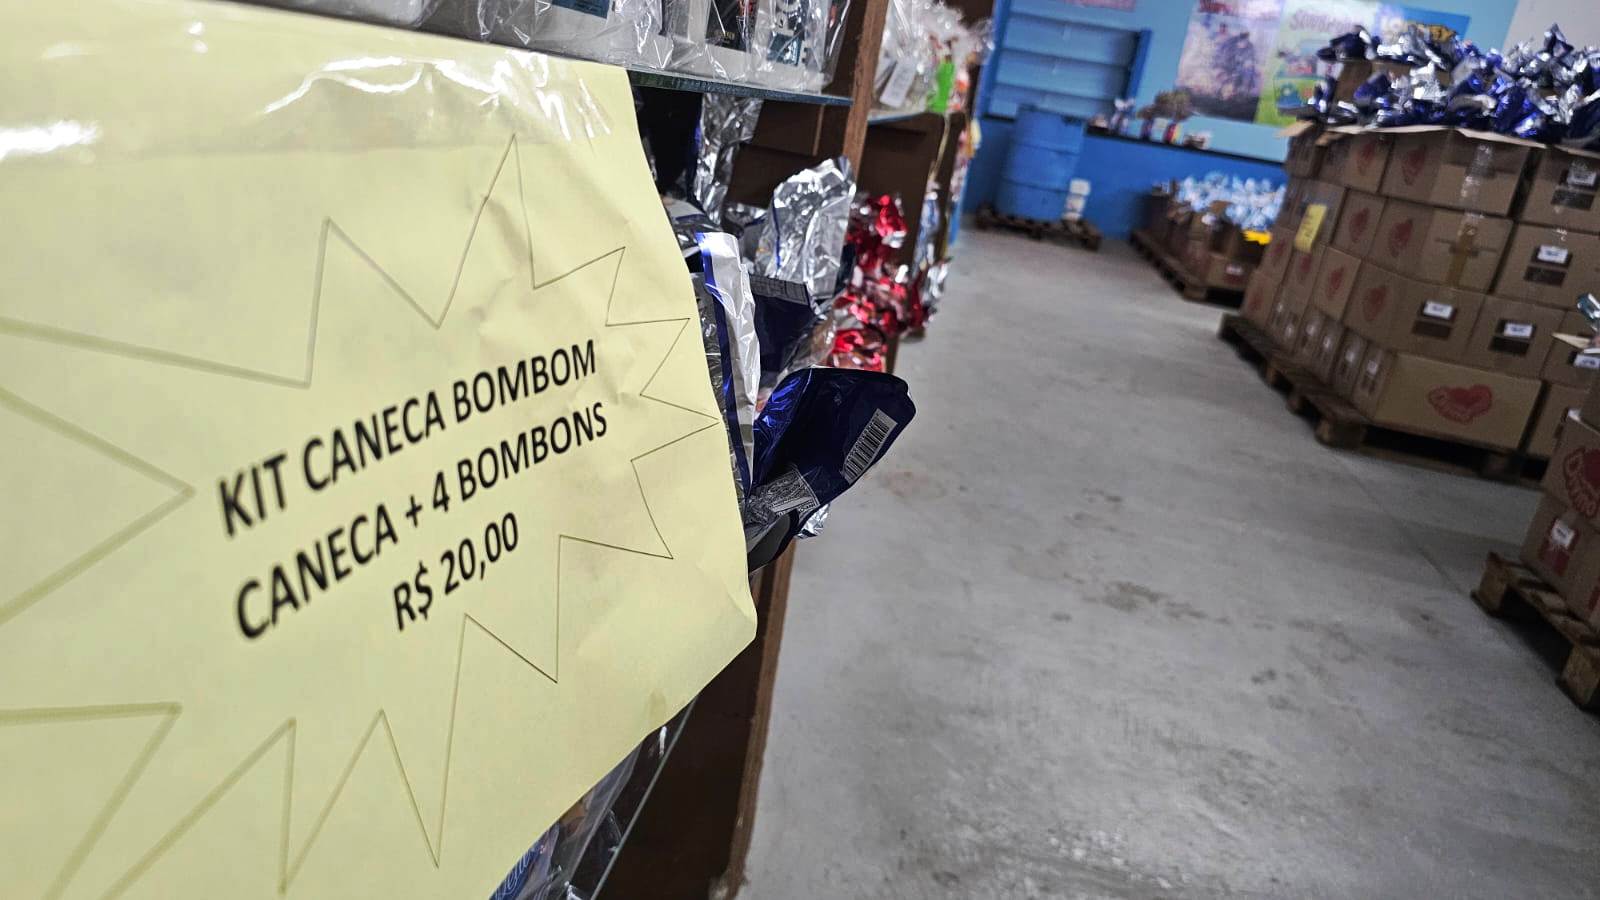 KIT CANECA BOMBOM
CANECA + 4 BOMBONS
R$ 20,00